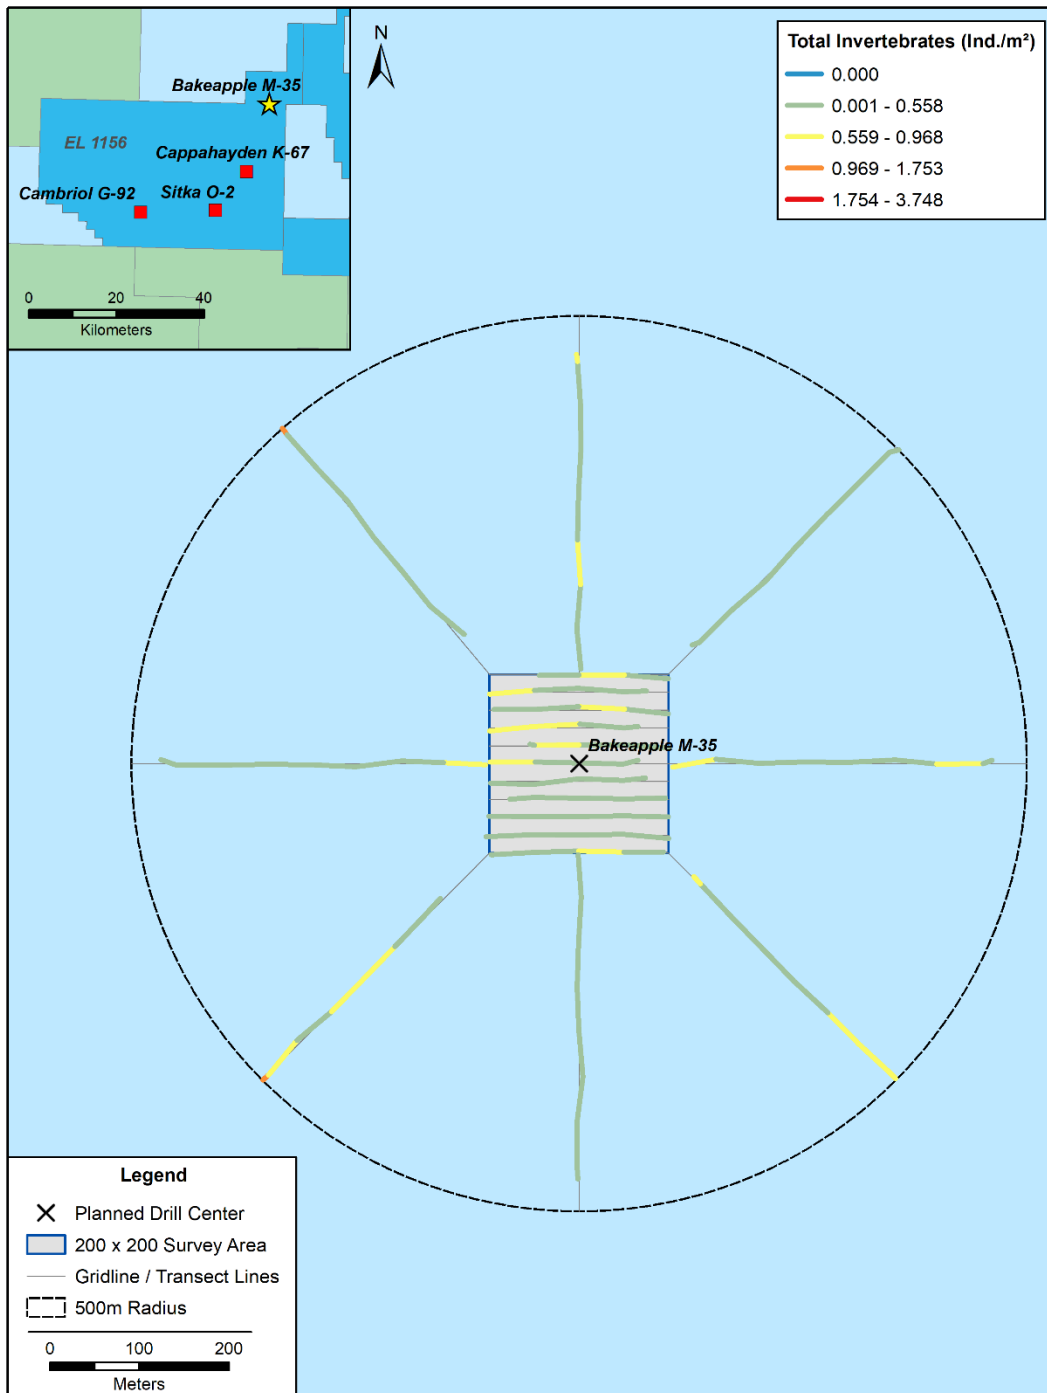 Bakeapple M-35
EL 1156
Cappahayden K-67
Cambriol G-92
Sitka O-2
0 20 40
Kilometers
N
Total Invertebrates (Ind./m²)
0.000
0.001 - 0.558
0.559 - 0.968
0.969 - 1.753
1.754 - 3.748
Bakeapple M-35
Legend
Planned Drill Center
200 x 200 Survey Area
Gridline / Transect Lines
500m Radius
0 100 200
Meters